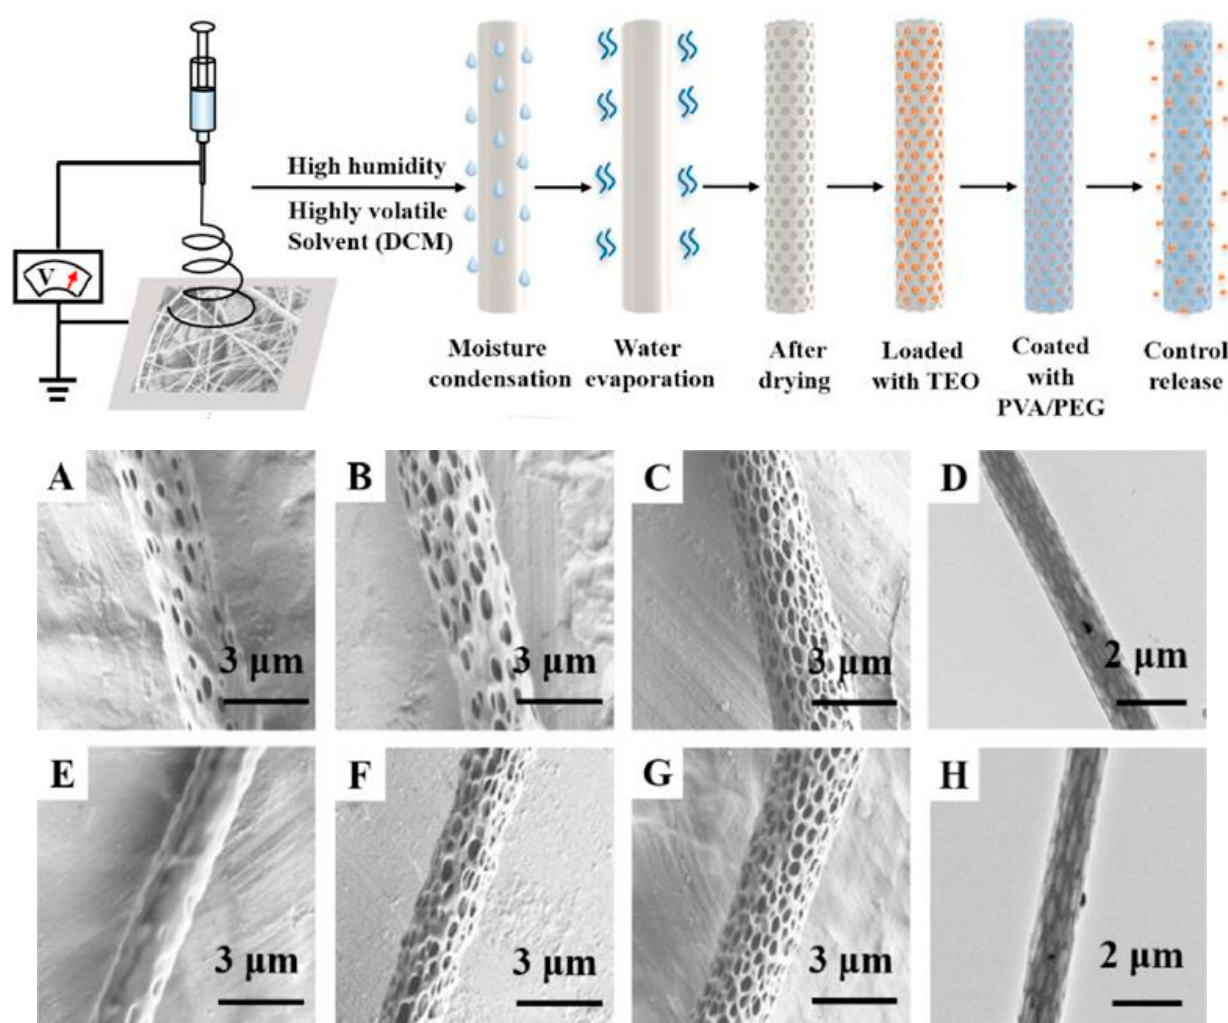 High humidity
Highly volatile
Solvent (DCM)
V
Moisture
condensation
Water
evaporation
After
drying
Loaded
with TEO
Coated
with
PVA/PEG
Control
release
A
3 μm
B
3 μm
C
3 μm
D
2 μm
E
3 μm
F
3 μm
G
3 μm
H
2 μm